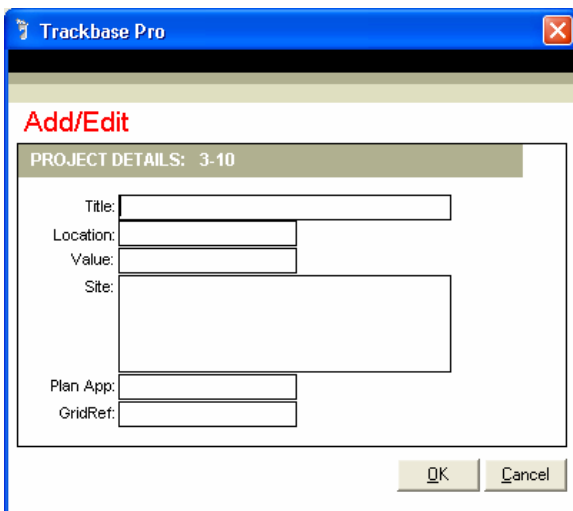 Trackbase Pro
Add/Edit
PROJECT DETAILS: 3-10
Title:
Location:
Value:
Site:
Plan App:
GridRef:
OK Cancel